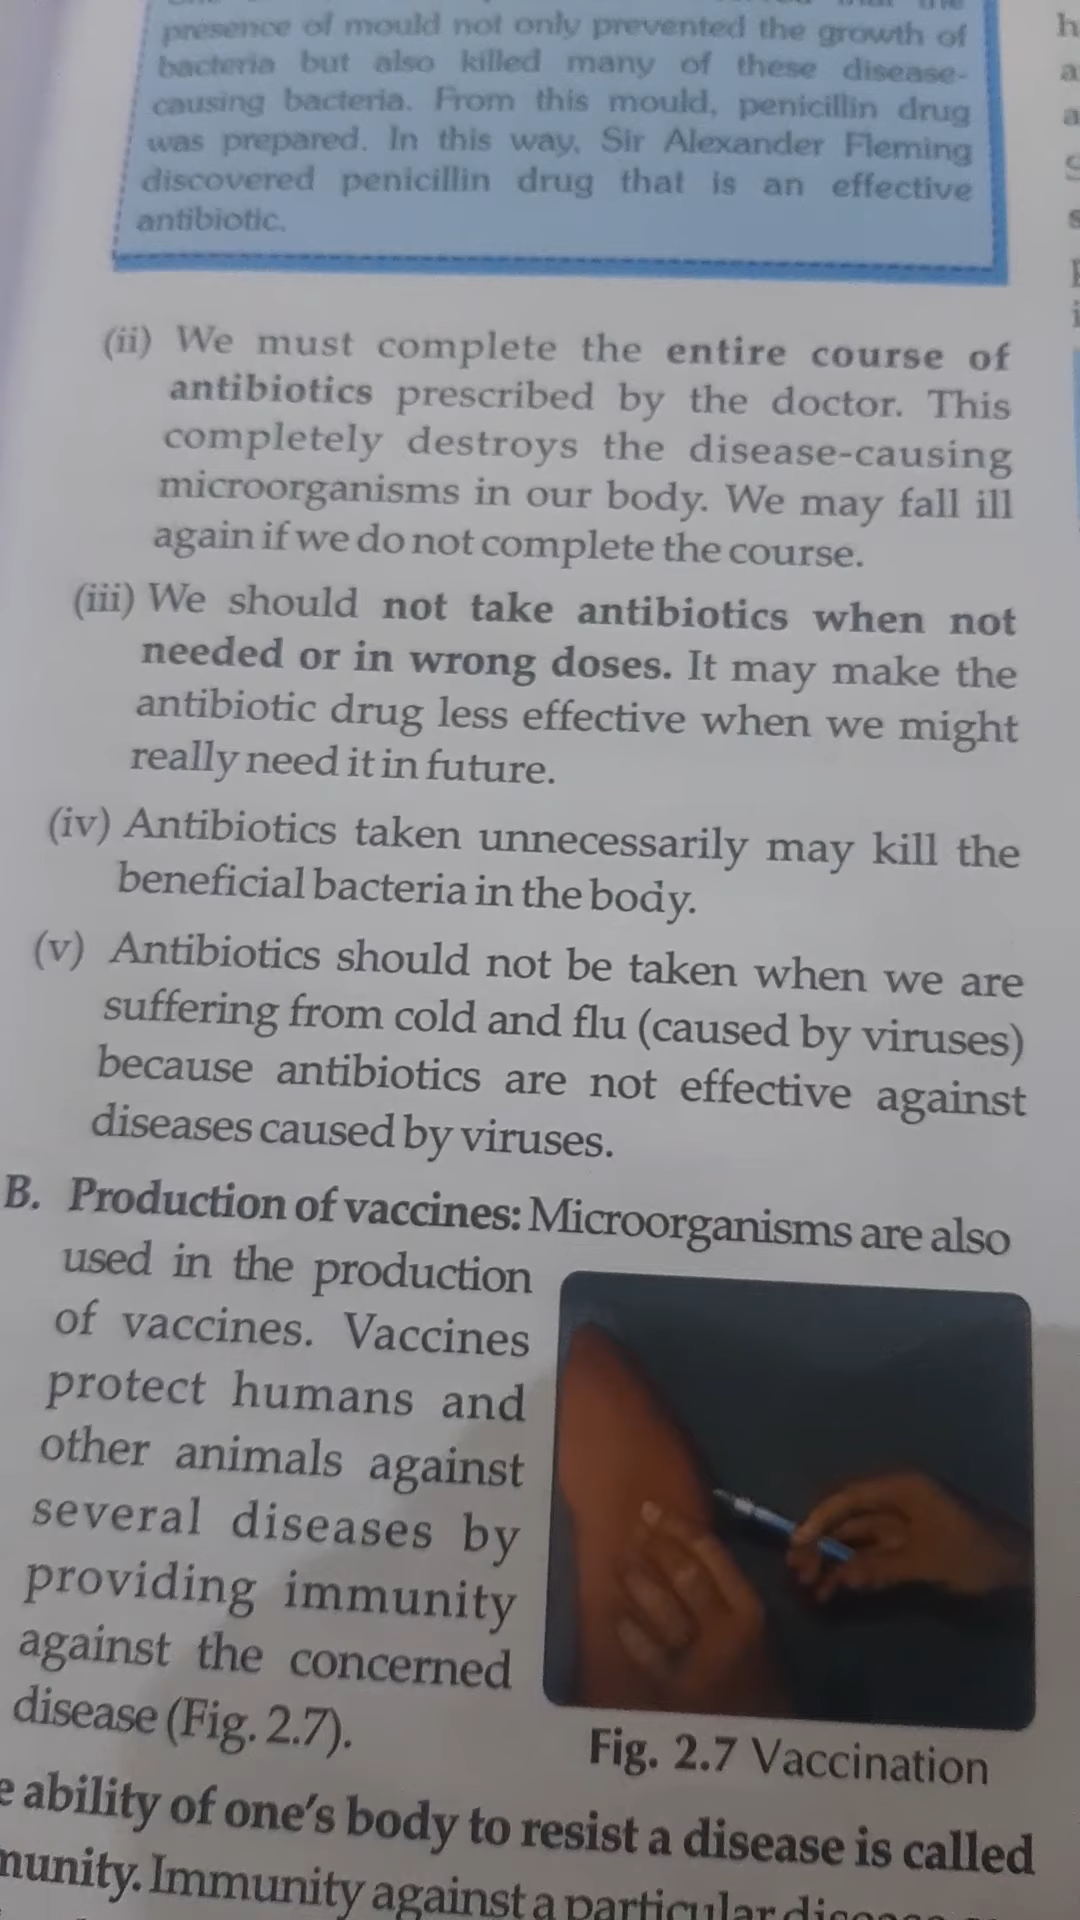 presence of mould not only prevented the growth of
bacteria but also killed many of these disease-
causing bacteria. From this mould, penicillin drug
was prepared. In this way, Sir Alexander Fleming
discovered penicillin drug that is an effective
antibiotic.
(ii) We must complete the entire course of
antibiotics prescribed by the doctor. This
completely destroys the disease-causing
microorganisms in our body. We may fall ill
again if we do not complete the course.
(iii) We should not take antibiotics when not
needed or in wrong doses. It may make the
antibiotic drug less effective when we might
really need it in future.
(iv) Antibiotics taken unnecessarily may kill the
beneficial bacteria in the body.
(v) Antibiotics should not be taken when we are
suffering from cold and flu (caused by viruses)
because antibiotics are not effective against
diseases caused by viruses.
B. Production of vaccines: Microorganisms are also
used in the production
of vaccines. Vaccines
protect humans and
other animals against
several diseases by
providing immunity
against the concerned
disease (Fig. 2.7).
Fig. 2.7 Vaccination
ability of one's body to resist a disease is called
munity. Immunity against a particular